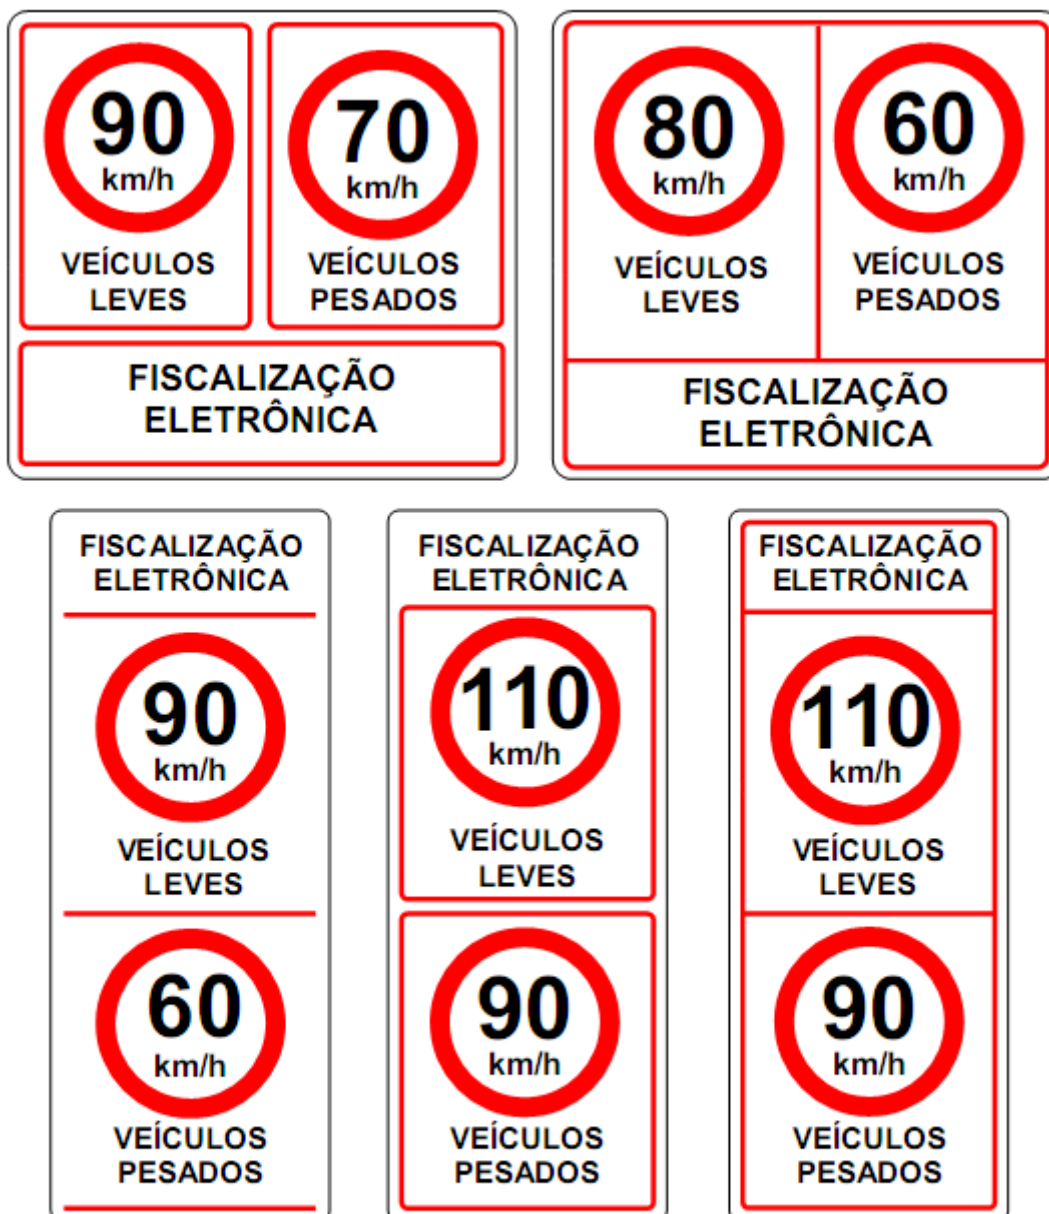 90
km/h
VEÍCULOS
LEVES
70
km/h
VEÍCULOS
PESADOS
FISCALIZAÇÃO
ELETRÔNICA
80
km/h
VEÍCULOS
LEVES
60
km/h
VEÍCULOS
PESADOS
FISCALIZAÇÃO
ELETRÔNICA
FISCALIZAÇÃO
ELETRÔNICA
90
km/h
VEÍCULOS
LEVES
60
km/h
VEÍCULOS
PESADOS
FISCALIZAÇÃO
ELETRÔNICA
110
km/h
VEÍCULOS
LEVES
90
km/h
VEÍCULOS
PESADOS
FISCALIZAÇÃO
ELETRÔNICA
110
km/h
VEÍCULOS
LEVES
90
km/h
VEÍCULOS
PESADOS